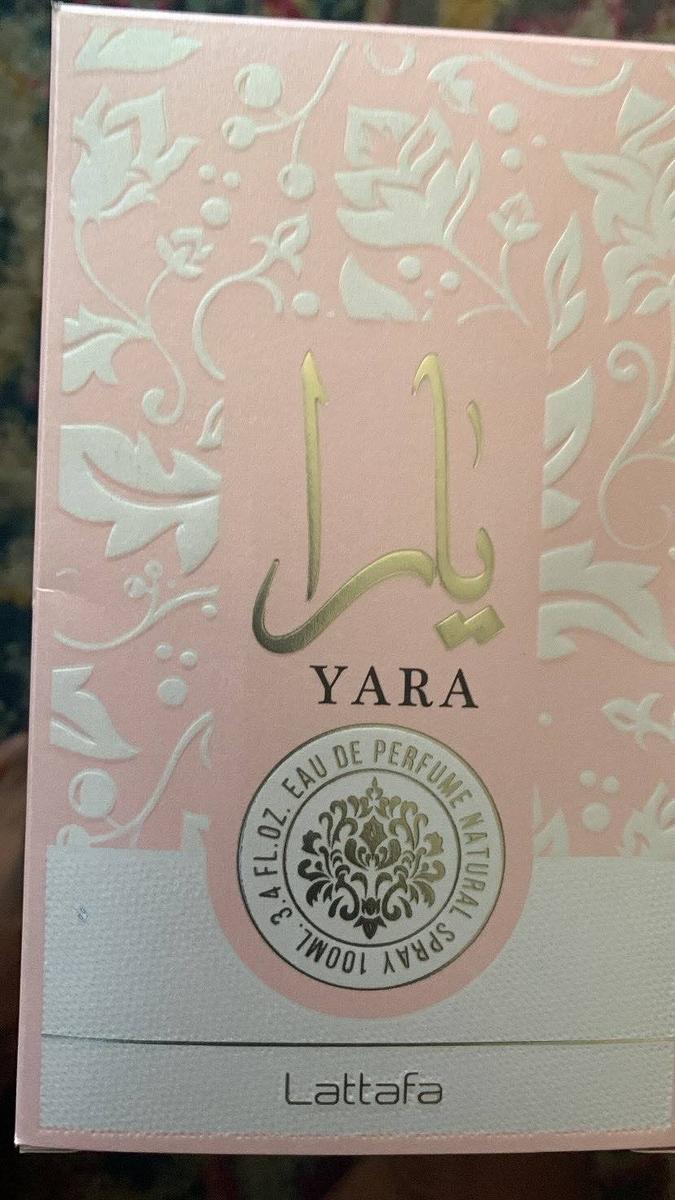 يارا
YARA
EAU DE PERFUME NATURAL SPRAY 100ML. 3.4 FL.OZ.
Lattafa